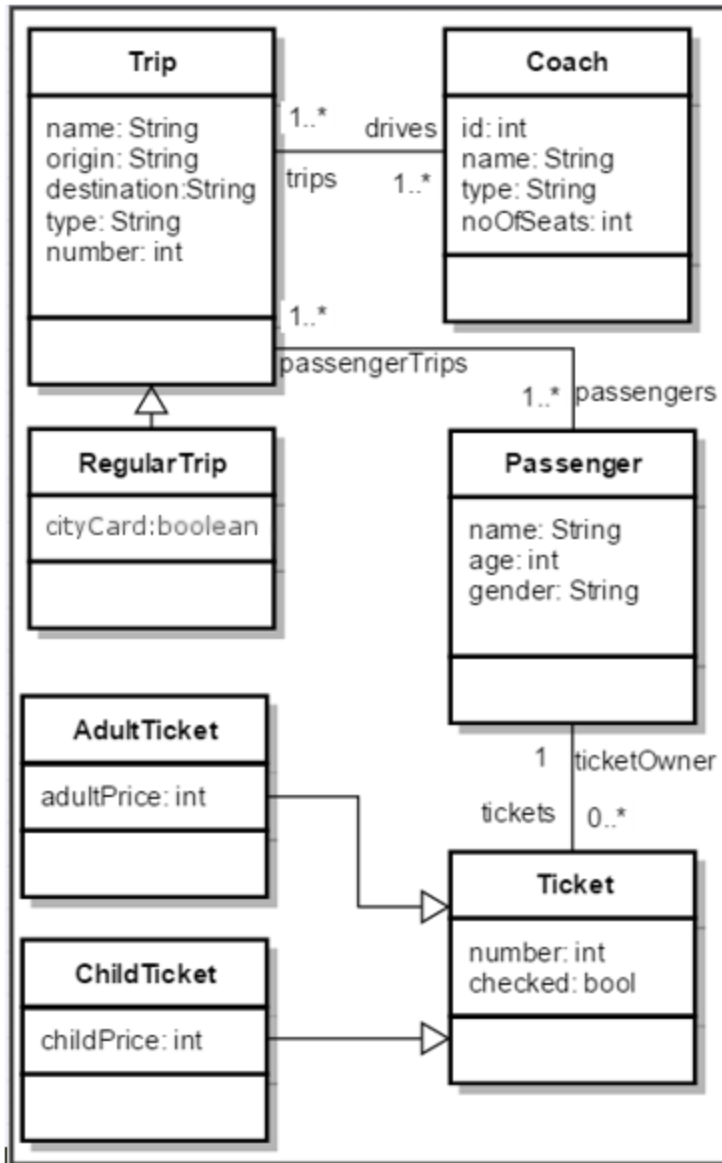 Trip
name: String
origin: String
destination:String
type: String
number: int
1..*
trips
drives
1..*
Coach
id: int
name: String
type: String
noOfSeats: int
1..*
passengerTrips
1..*
passengers
RegularTrip
cityCard:boolean
Passenger
name: String
age: int
gender: String
AdultTicket
adultPrice: int
1
ticketOwner
tickets
0..*
Ticket
number: int
checked: bool
ChildTicket
childPrice: int